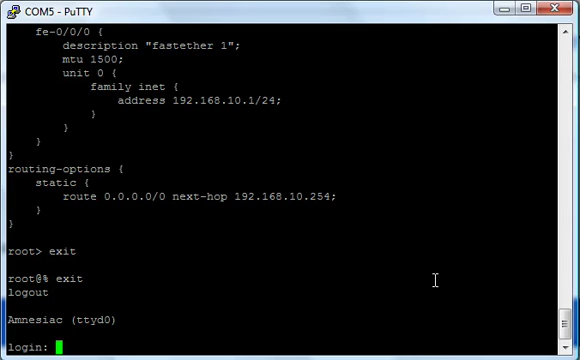 COM5 - PuTTY
fe-0/0/0 {
description "fastether 1";
mtu 1500;
unit 0 {
family inet {
address 192.168.10.1/24;
}
}
}
}
routing-options {
static {
route 0.0.0.0/0 next-hop 192.168.10.254;
}
}
root> exit
root@% exit
logout
Amnesiac (ttyd0)
login: